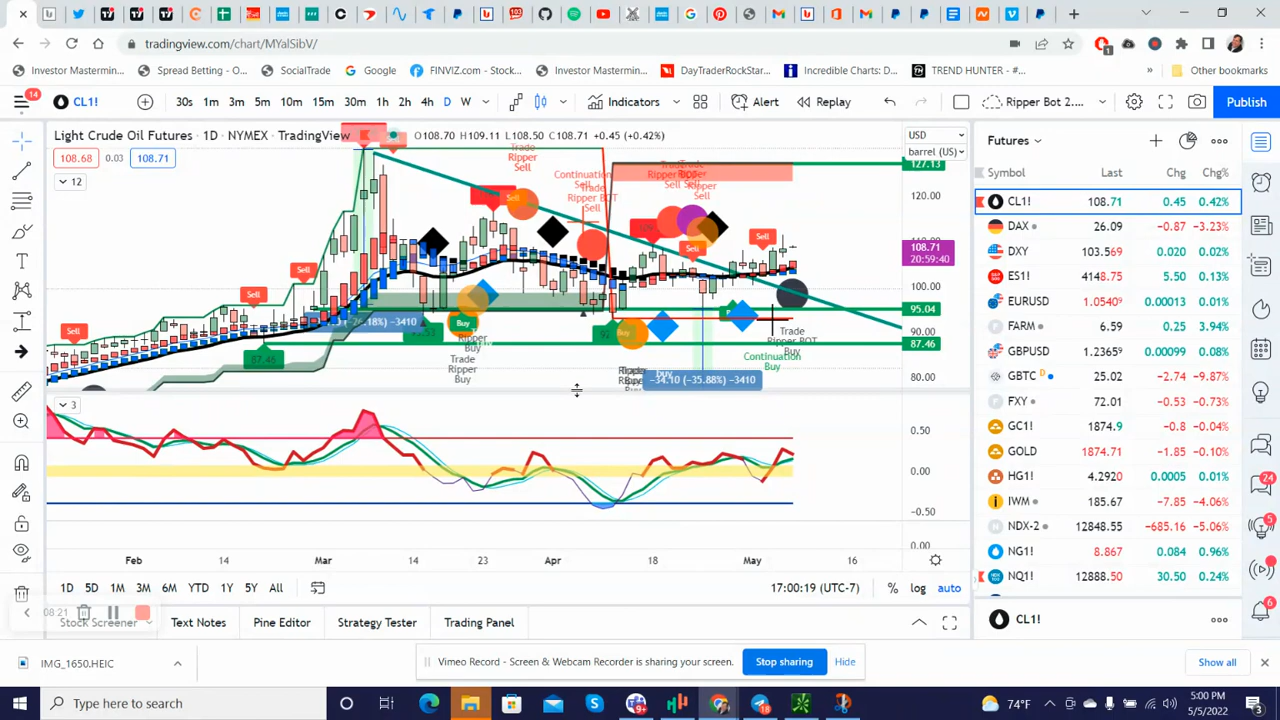 tradingview.com/chart/MYalSibV/
Investor Mastermin...
Spread Betting - O...
SocialTrade
Google
FINVIZ.com - Stock...
Investor Mastermin...
DayTraderRockStar...
Incredible Charts: D...
TREND HUNTER - #...
»
Other bookmarks
14
CL1!
30s 1m 3m 5m 10m 15m 30m 1h 2h 4h D W
Indicators
Alert
Replay
Ripper Bot 2....
Publish
Light Crude Oil Futures · 1D · NYMEX · TradingView
O108.70 H109.11 L108.50 C108.71 +0.45 (+0.42%)
108.68 0.03 108.71
12
USD
barrel (US)
127.13
120.00
108.71
20:59:40
100.00
95.04
90.00
87.46
80.00
Trade
Ripper
Sell
Continuation
Sell
Trade
Ripper BOT
Sell
Sell
Sell
Sell
Sell
Sell
Sell
Buy
Buy
87.46
Ripper
Buy
Trade
Ripper
Buy
Trade
Ripper BOT
Buy
Continuation
Buy
buy
-34.10 (-35.88%) -3410
3
0.50
0.00
-0.50
0.00
Feb 14 Mar 14 23 Apr 18 May 16
1D 5D 1M 3M 6M YTD 1Y 5Y All
17:00:19 (UTC-7) % log auto
08:21
Stock Screener
Text Notes
Pine Editor
Strategy Tester
Trading Panel
Futures
Symbol Last Chg Chg%
CL1! 108.71 0.45 0.42%
DAX 26.09 -0.87 -3.23%
DXY 103.569 0.020 0.02%
ES1! 4148.75 5.50 0.13%
EURUSD 1.0540⁹ 0.00013 0.01%
FARM 6.59 0.25 3.94%
GBPUSD 1.2365⁹ 0.00099 0.08%
GBTC D 25.02 -2.74 -9.87%
FXY 72.01 -0.53 -0.73%
GC1! 1874.9 -0.8 -0.04%
GOLD 1874.71 -1.85 -0.10%
HG1! 4.2920 0.0005 0.01%
IWM 185.67 -7.85 -4.06%
NDX-2 12848.55 -685.16 -5.06%
NG1! 8.867 0.084 0.96%
NQ1! 12888.50 30.50 0.24%
CL1!
24
5
6
IMG_1650.HEIC
Vimeo Record - Screen & Webcam Recorder is sharing your screen.
Stop sharing
Hide
Show all
Type here to search
74°F
5:00 PM
5/5/2022